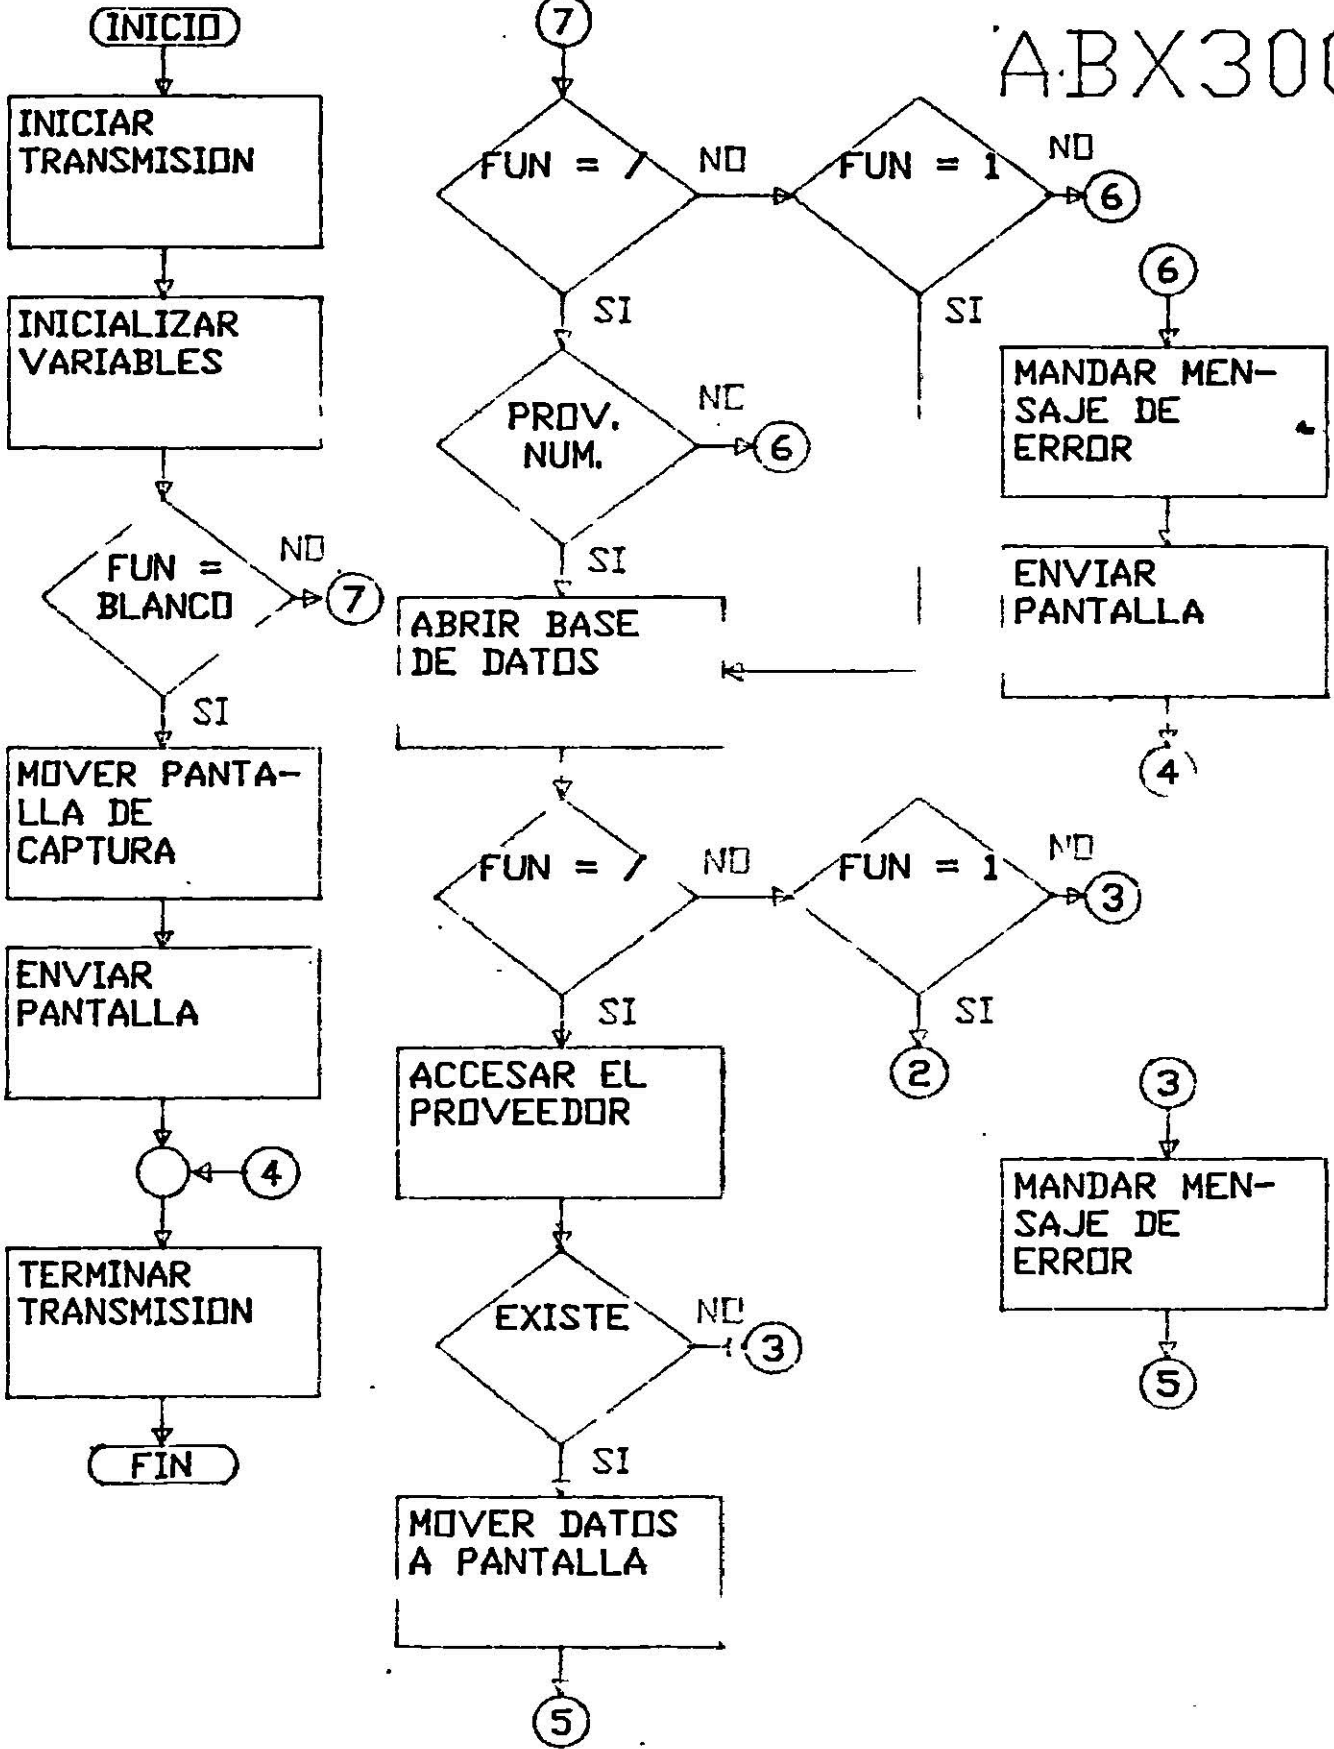 INICIO
INICIAR
TRANSMISION
INICIALIZAR
VARIABLES
FUN =
BLANCO
NO
7
SI
MOVER PANTA-
LLA DE
CAPTURA
ENVIAR
PANTALLA
4
TERMINAR
TRANSMISION
FIN
7
FUN = /
NO
SI
FUN = 1
NO
6
SI
PROV.
NUM.
NO
6
SI
ABRIR BASE
DE DATOS
FUN = /
NO
SI
FUN = 1
NO
3
SI
2
ACCESAR EL
PROVEEDOR
EXISTE
NO
3
SI
MOVER DATOS
A PANTALLA
5
6
MANDAR MEN-
SAJE DE
ERROR
ENVIAR
PANTALLA
4
3
MANDAR MEN-
SAJE DE
ERROR
5